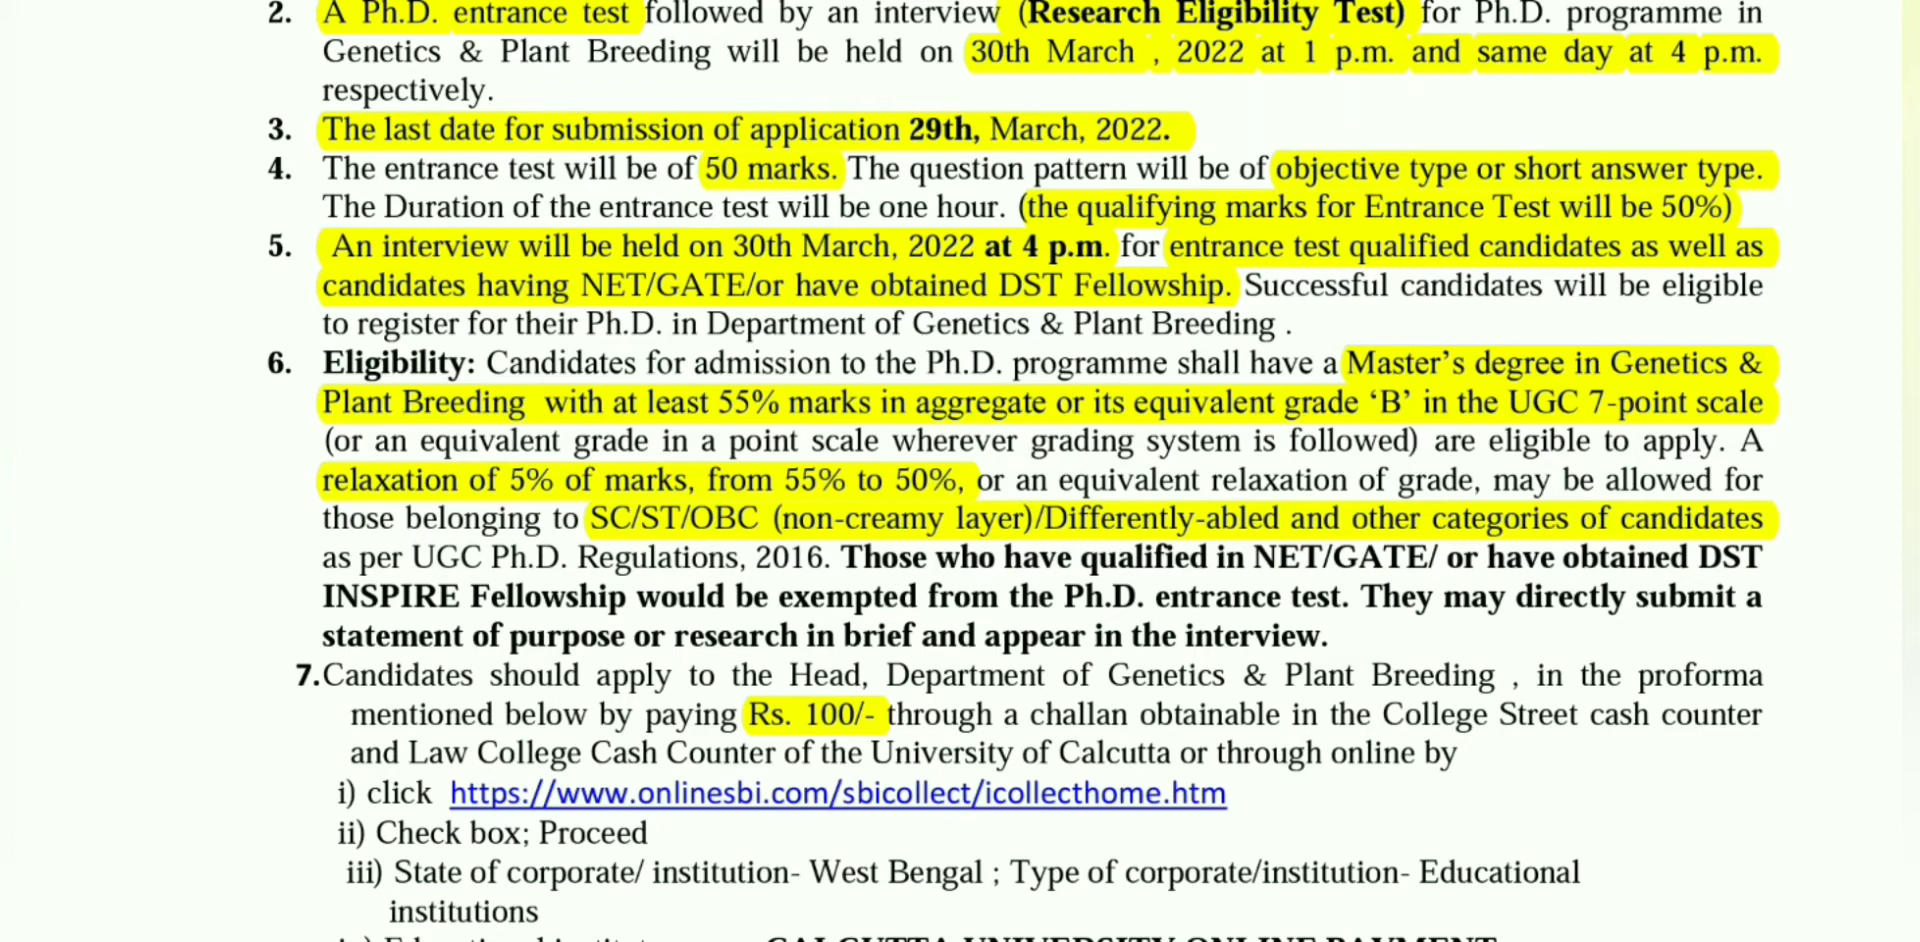 2. A Ph.D. entrance test followed by an interview (Research Eligibility Test) for Ph.D. programme in
Genetics & Plant Breeding will be held on 30th March , 2022 at 1 p.m. and same day at 4 p.m.
respectively.
3. The last date for submission of application 29th, March, 2022.
4. The entrance test will be of 50 marks. The question pattern will be of objective type or short answer type.
The Duration of the entrance test will be one hour. (the qualifying marks for Entrance Test will be 50%)
5. An interview will be held on 30th March, 2022 at 4 p.m. for entrance test qualified candidates as well as
candidates having NET/GATE/or have obtained DST Fellowship. Successful candidates will be eligible
to register for their Ph.D. in Department of Genetics & Plant Breeding .
6. Eligibility: Candidates for admission to the Ph.D. programme shall have a Master’s degree in Genetics &
Plant Breeding with at least 55% marks in aggregate or its equivalent grade ‘B’ in the UGC 7-point scale
(or an equivalent grade in a point scale wherever grading system is followed) are eligible to apply. A
relaxation of 5% of marks, from 55% to 50%, or an equivalent relaxation of grade, may be allowed for
those belonging to SC/ST/OBC (non-creamy layer)/Differently-abled and other categories of candidates
as per UGC Ph.D. Regulations, 2016. Those who have qualified in NET/GATE/ or have obtained DST
INSPIRE Fellowship would be exempted from the Ph.D. entrance test. They may directly submit a
statement of purpose or research in brief and appear in the interview.
7.Candidates should apply to the Head, Department of Genetics & Plant Breeding , in the proforma
mentioned below by paying Rs. 100/- through a challan obtainable in the College Street cash counter
and Law College Cash Counter of the University of Calcutta or through online by
i) click https://www.onlinesbi.com/sbicollect/icollecthome.htm
ii) Check box; Proceed
iii) State of corporate/ institution- West Bengal ; Type of corporate/institution- Educational
institutions
CALCUTTA UNIVERSITY ONLINE PAYMENT